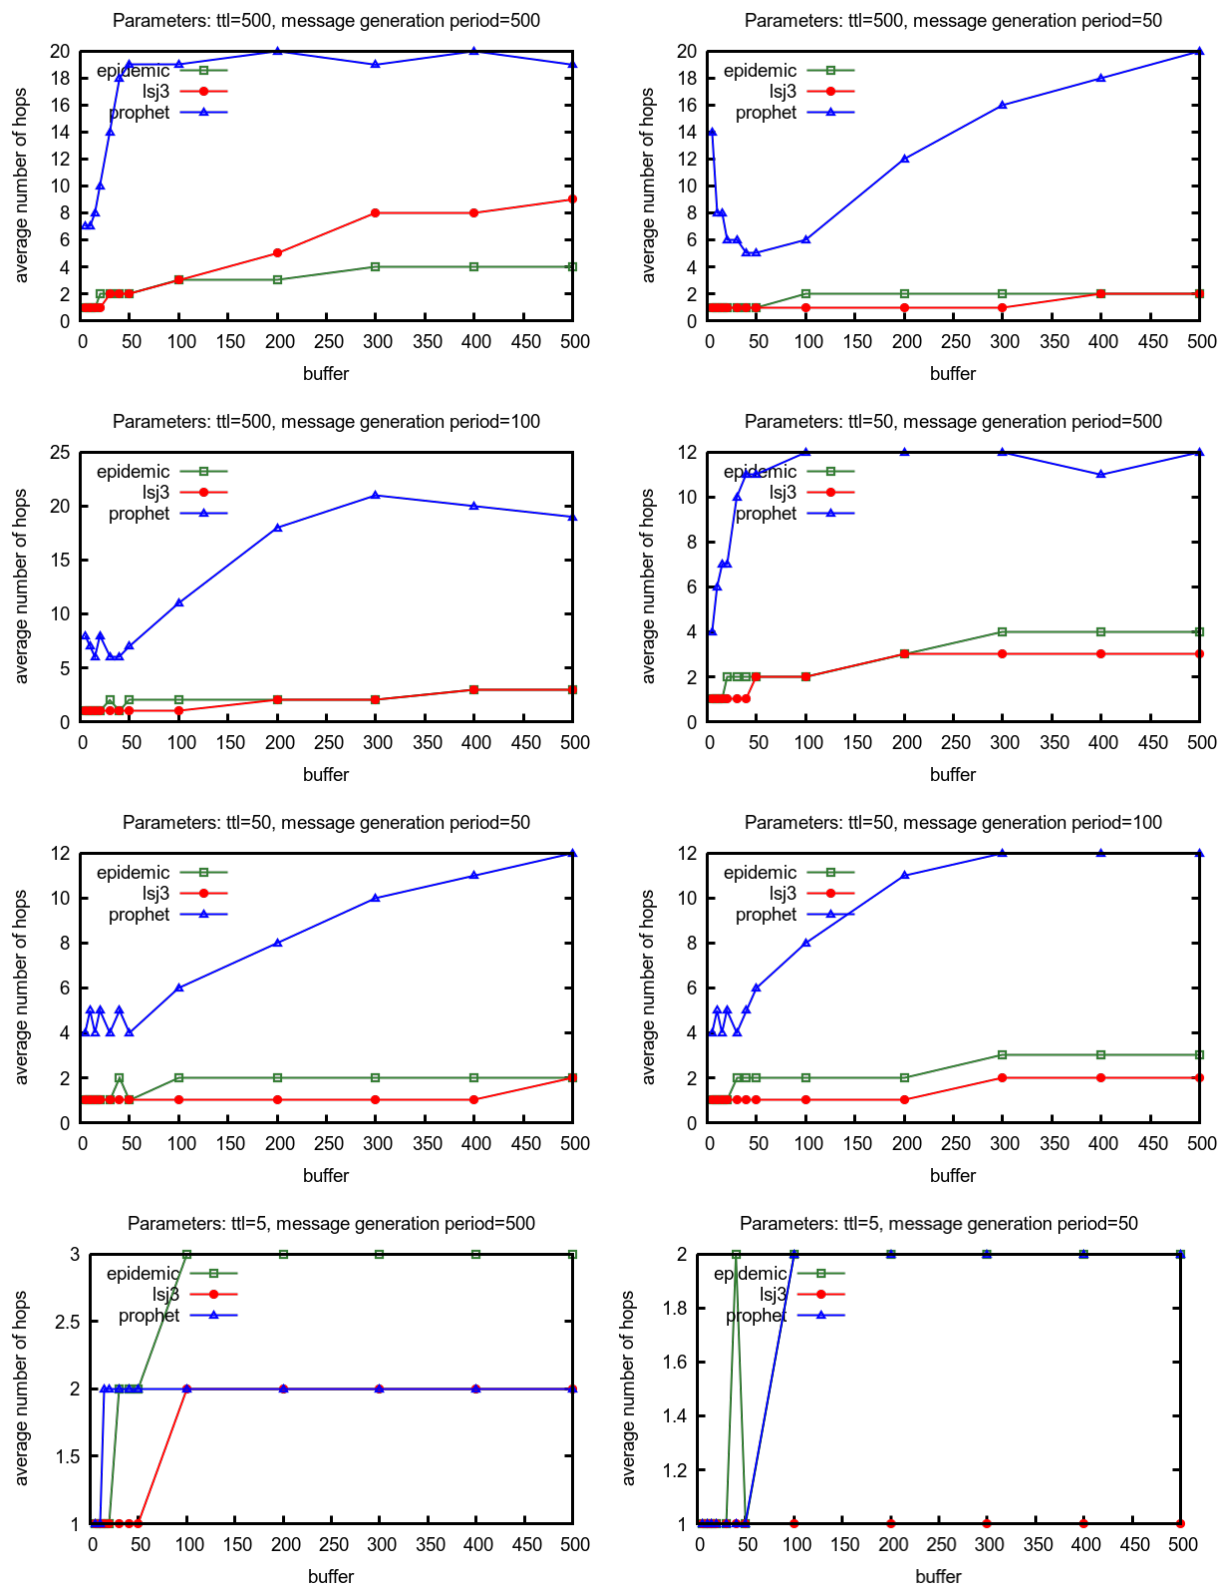 Parameters: ttl=500, message generation period=500
average number of hops
20
18
16
14
12
10
8
6
4
2
0
epidemic
lsj3
prophet
0 50 100 150 200 250 300 350 400 450 500
buffer
Parameters: ttl=500, message generation period=50
average number of hops
20
18
16
14
12
10
8
6
4
2
0
epidemic
lsj3
prophet
0 50 100 150 200 250 300 350 400 450 500
buffer
Parameters: ttl=500, message generation period=100
average number of hops
25
20
15
10
5
0
epidemic
lsj3
prophet
0 50 100 150 200 250 300 350 400 450 500
buffer
Parameters: ttl=50, message generation period=500
average number of hops
12
10
8
6
4
2
0
epidemic
lsj3
prophet
0 50 100 150 200 250 300 350 400 450 500
buffer
Parameters: ttl=50, message generation period=50
average number of hops
12
10
8
6
4
2
0
epidemic
lsj3
prophet
0 50 100 150 200 250 300 350 400 450 500
buffer
Parameters: ttl=50, message generation period=100
average number of hops
12
10
8
6
4
2
0
epidemic
lsj3
prophet
0 50 100 150 200 250 300 350 400 450 500
buffer
Parameters: ttl=5, message generation period=500
average number of hops
3
2.5
2
1.5
1
epidemic
lsj3
prophet
0 50 100 150 200 250 300 350 400 450 500
buffer
Parameters: ttl=5, message generation period=50
average number of hops
2
1.8
1.6
1.4
1.2
1
epidemic
lsj3
prophet
0 50 100 150 200 250 300 350 400 450 500
buffer